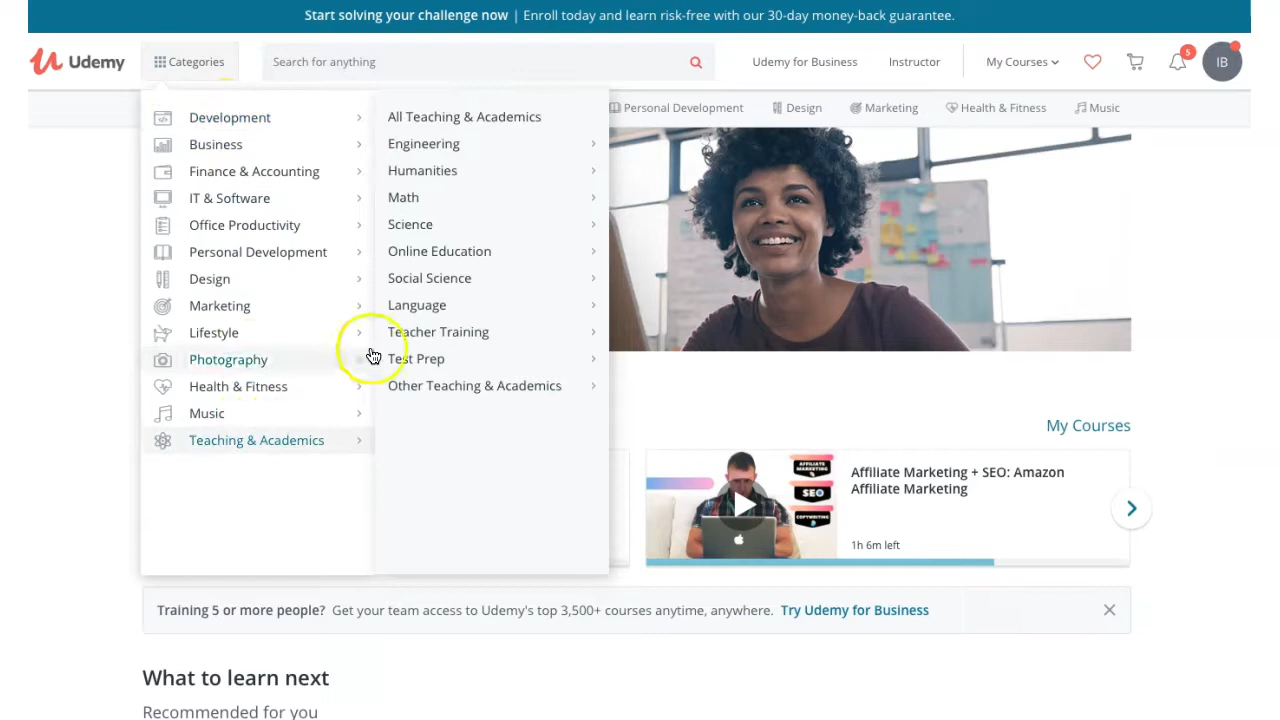 Start solving your challenge now | Enroll today and learn risk-free with our 30-day money-back guarantee.
Udemy
Categories
Search for anything
Udemy for Business
Instructor
My Courses
5
IB
Personal Development
Design
Marketing
Health & Fitness
Music
Development
Business
Finance & Accounting
IT & Software
Office Productivity
Personal Development
Design
Marketing
Lifestyle
Photography
Health & Fitness
Music
Teaching & Academics
All Teaching & Academics
Engineering
Humanities
Math
Science
Online Education
Social Science
Language
Teacher Training
Test Prep
Other Teaching & Academics
My Courses
AFFILIATE
MARKETING
SEO
COPYWRITING
Affiliate Marketing + SEO: Amazon
Affiliate Marketing
1h 6m left
Training 5 or more people? Get your team access to Udemy's top 3,500+ courses anytime, anywhere. Try Udemy for Business
What to learn next
Recommended for you